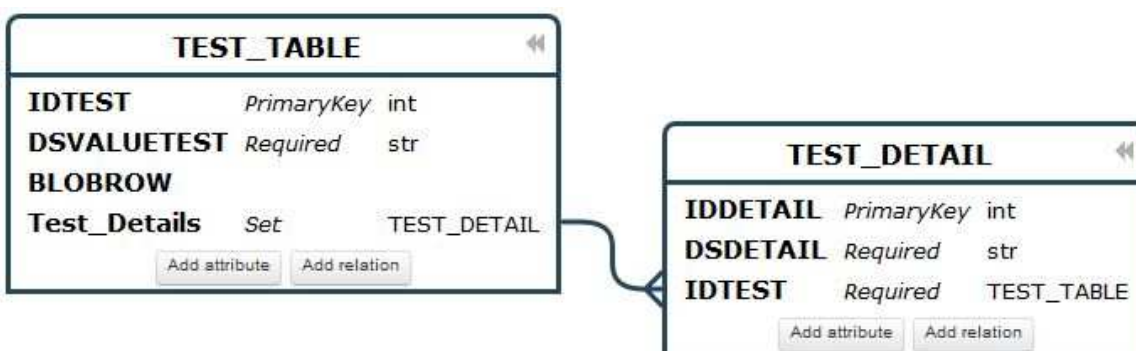 TEST_TABLE
IDTEST PrimaryKey int
DSVALUETEST Required str
BLOBROW
Test_Details Set TEST_DETAIL
Add attribute Add relation
TEST_DETAIL
IDDETAIL PrimaryKey int
DSDETAIL Required str
IDTEST Required TEST_TABLE
Add attribute Add relation